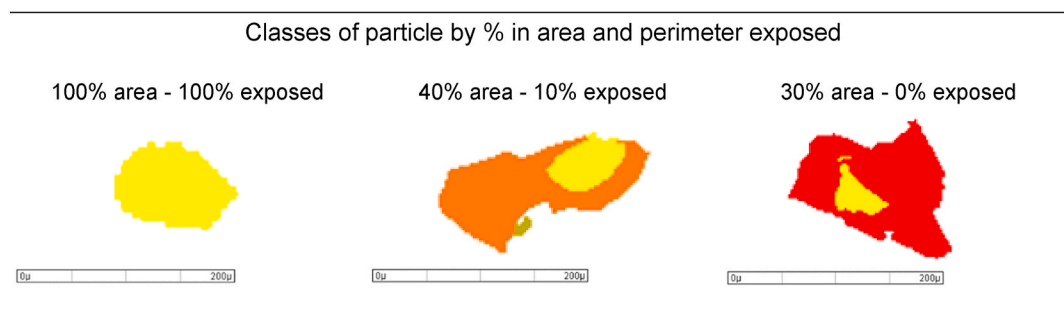 Classes of particle by % in area and perimeter exposed
100% area - 100% exposed
40% area - 10% exposed
30% area - 0% exposed
0µ 200µ
0µ 200µ
0µ 200µ